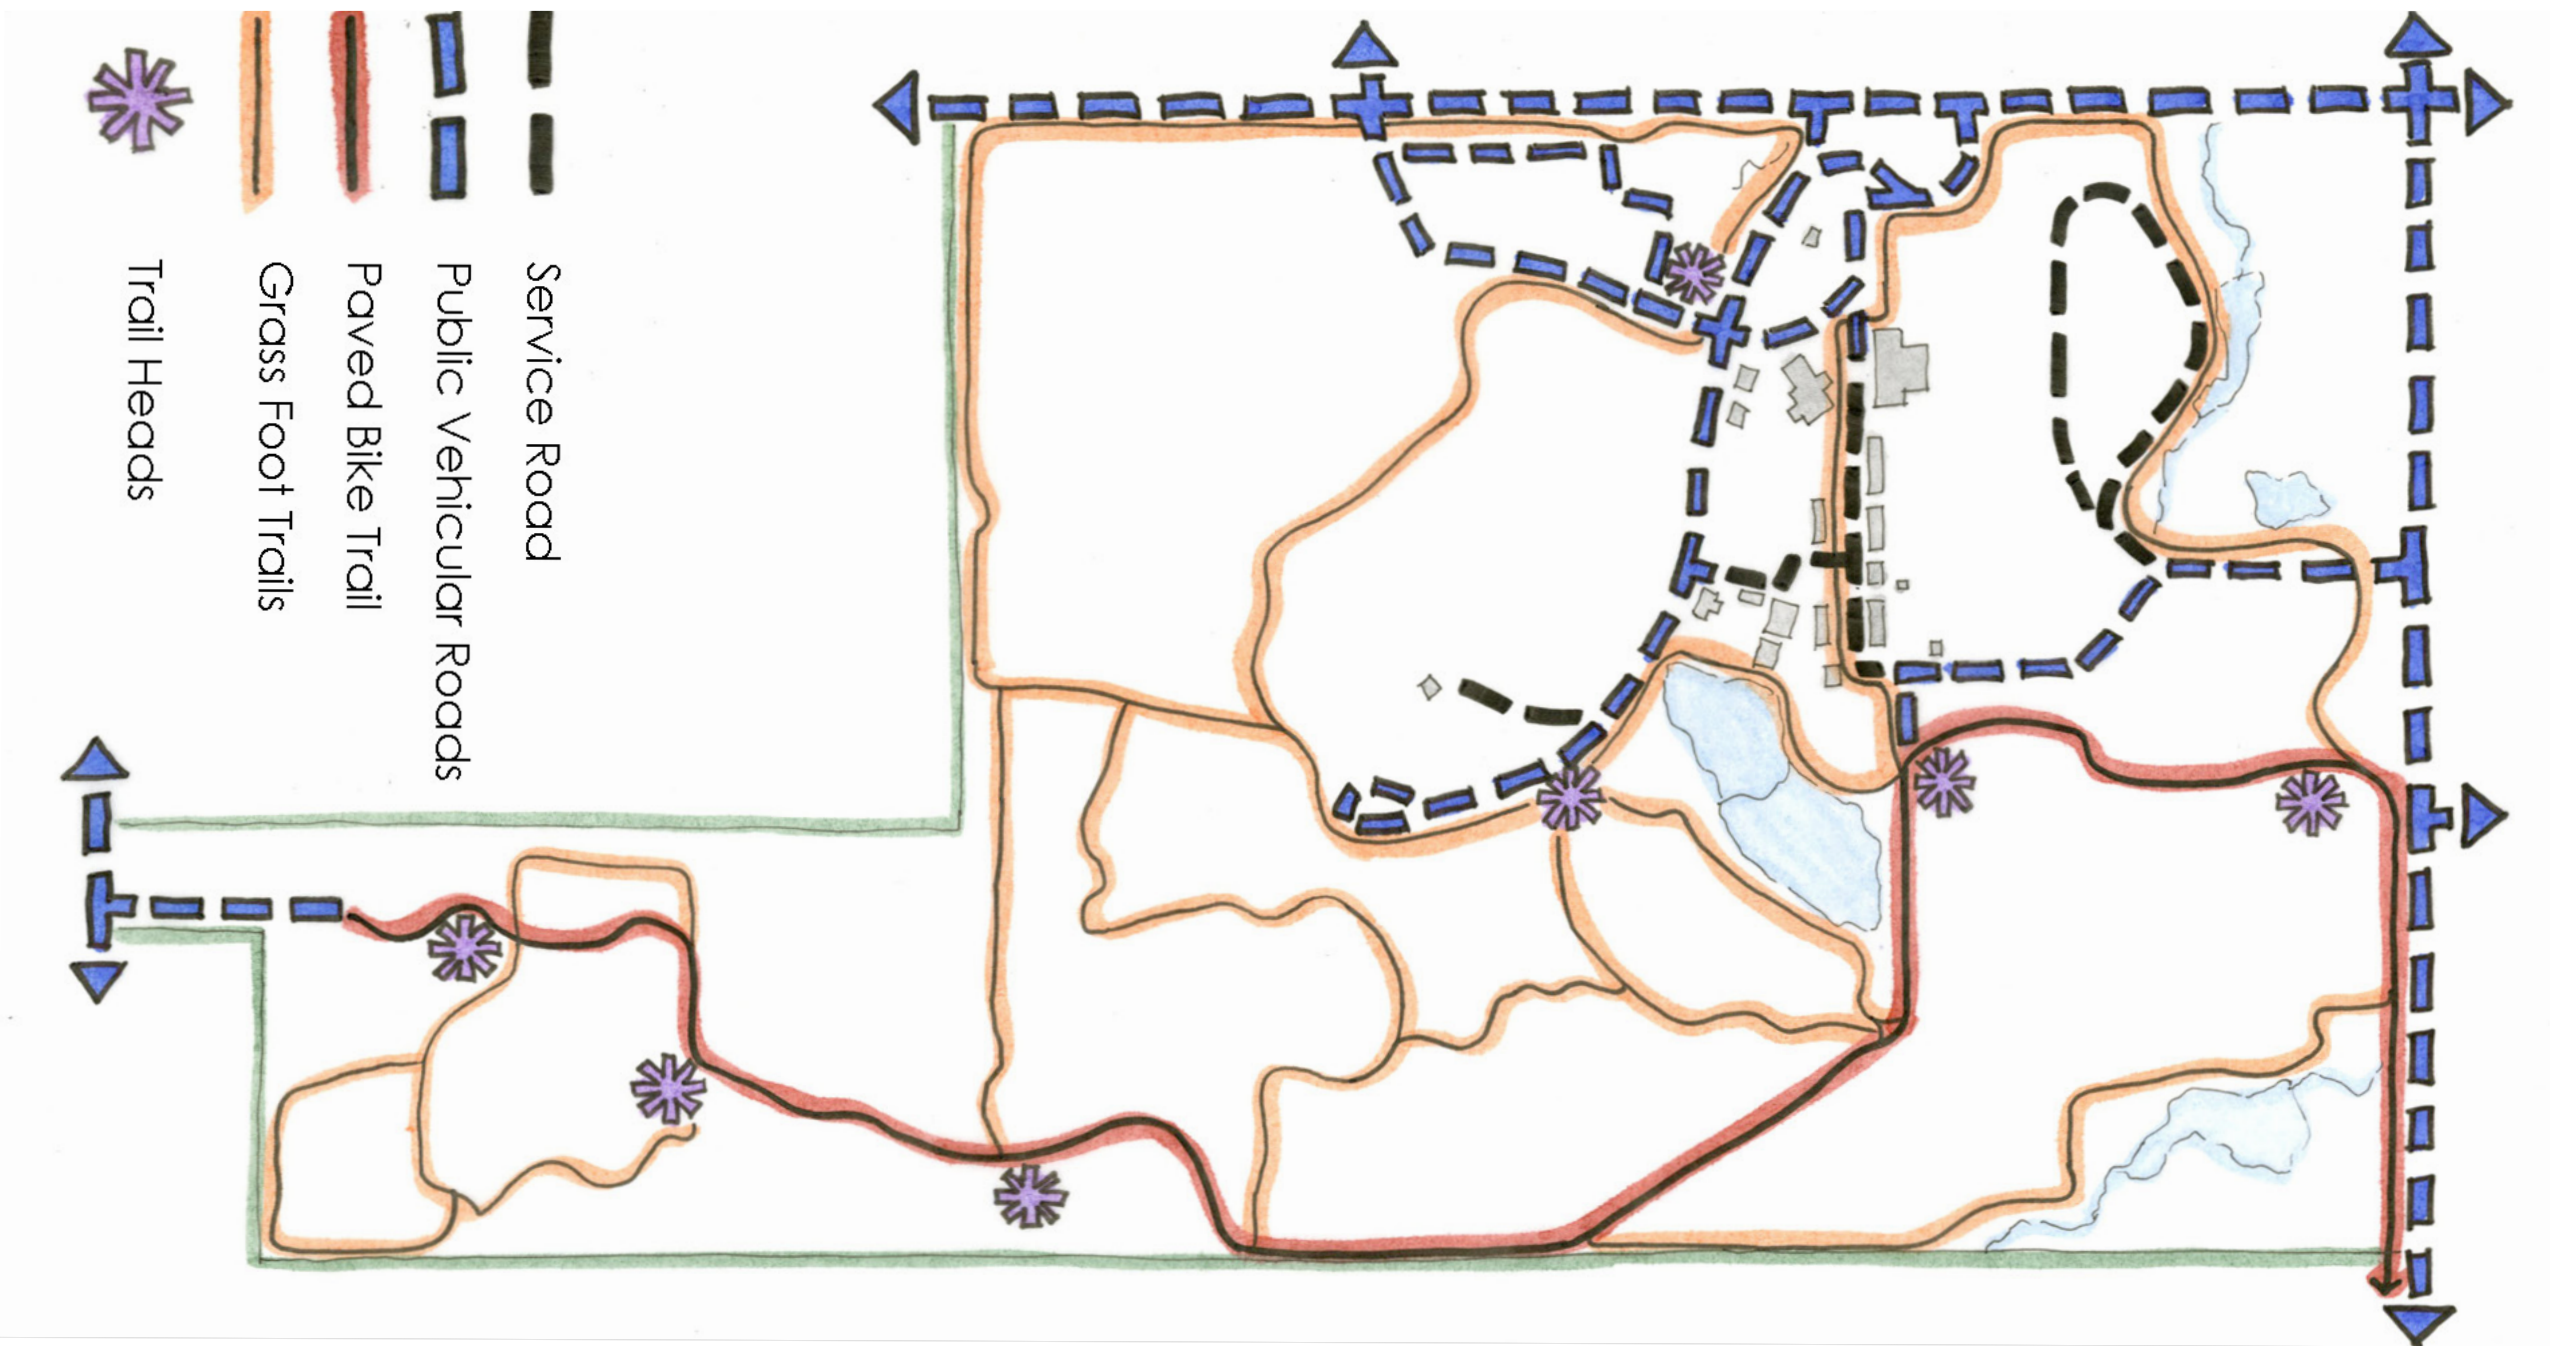 Service Road
Public Vehicular Roads
Paved Bike Trail
Grass Foot Trails
Trail Heads